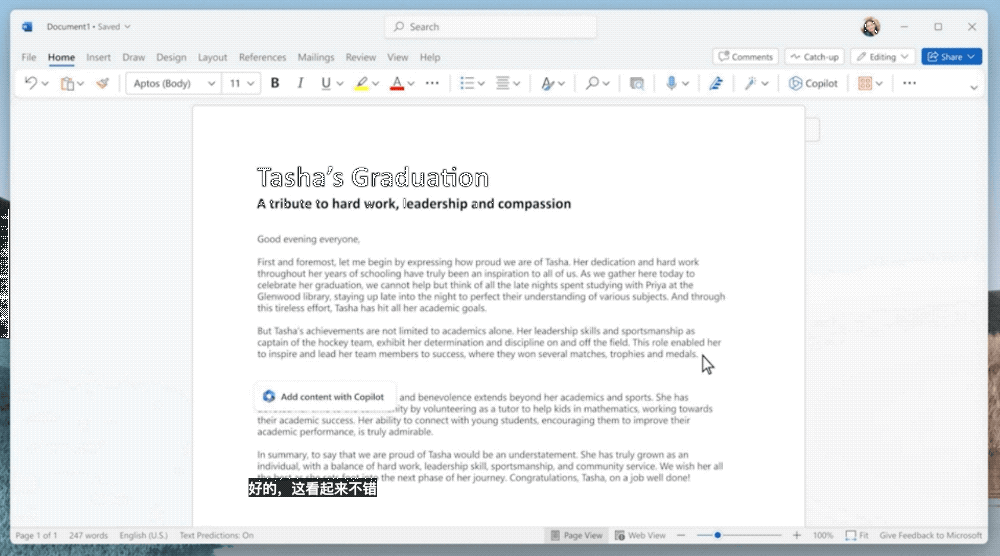 Document1 • Saved
Search
File Home Insert Draw Design Layout References Mailings Review View Help
Comments Catch-up Editing Share
Aptos (Body) 11 B I U A Copilot
Tasha's Graduation
A tribute to hard work, leadership and compassion
Good evening everyone,
First and foremost, let me begin by expressing how proud we are of Tasha. Her dedication and hard work
throughout her years of schooling have truly been an inspiration to all of us. As we gather here today to
celebrate her graduation, we cannot help but think of all the late nights spent studying with Priya at the
Glenwood library, staying up late into the night to perfect their understanding of various subjects. And through
this tireless effort, Tasha has hit all her academic goals.
But Tasha's achievements are not limited to academics alone. Her leadership skills and sportsmanship as
captain of the hockey team, exhibit her determination and discipline on and off the field. This role enabled her
to inspire and lead her team members to success, where they won several matches, trophies and medals.
Add content with Copilot
and benevolence extends beyond her academics and sports. She has
by volunteering as a tutor to help kids in mathematics, working towards
their academic success. Her ability to connect with young students, encouraging them to improve their
academic performance, is truly admirable.
In summary, to say that we are proud of Tasha would be an understatement. She has truly grown as an
individual, with a balance of hard work, leadership skill, sportsmanship, and community service. We wish her all
the next phase of her journey. Congratulations, Tasha, on a job well done!
好的，这看起来不错
Page 1 of 1 247 words English (U.S.) Text Predictions: On Page View Web View 100% Fit Give Feedback to Microsoft